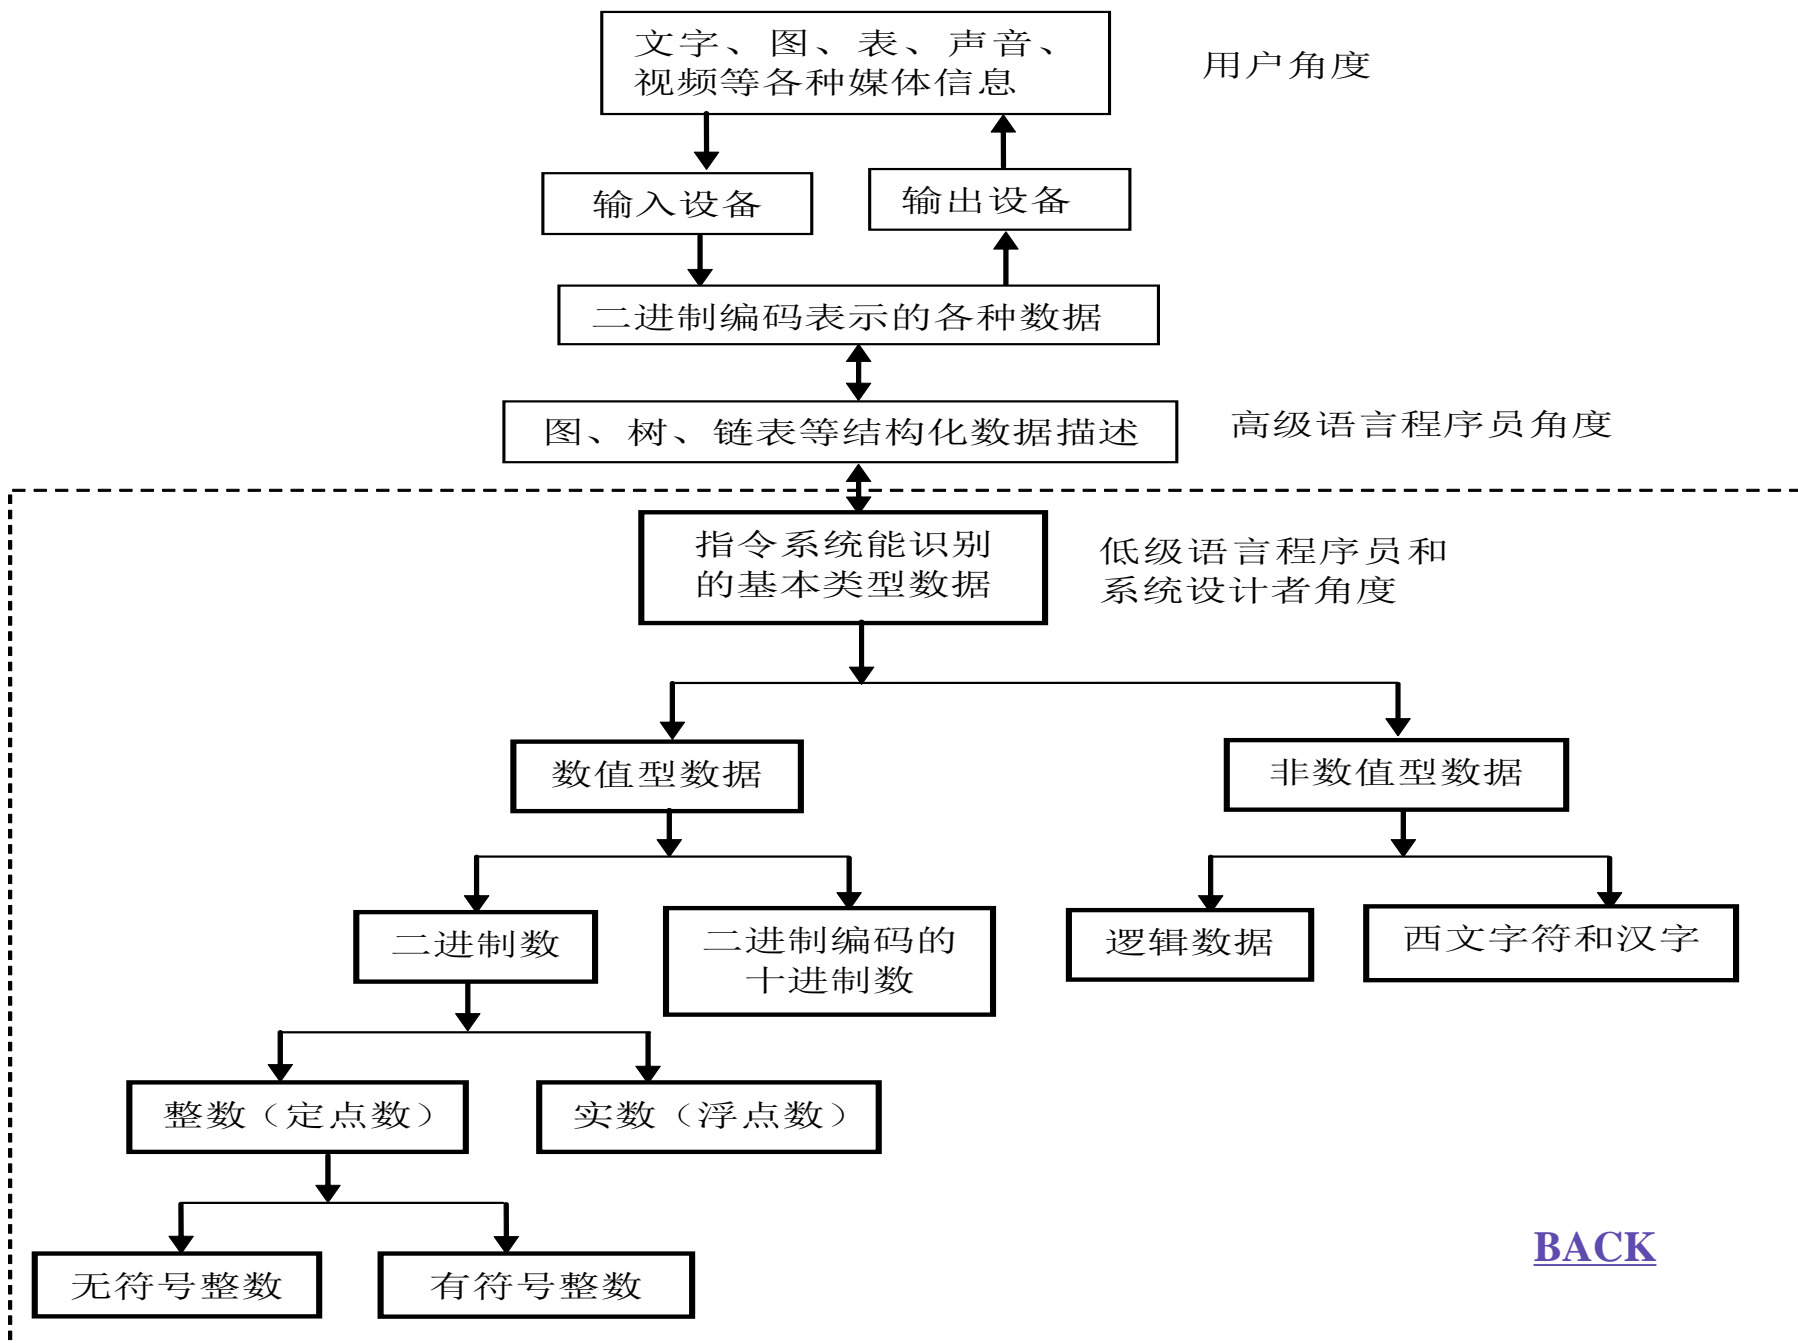 文字、图、表、声音、
视频等各种媒体信息
用户角度
输入设备
输出设备
二进制编码表示的各种数据
图、树、链表等结构化数据描述
高级语言程序员角度
指令系统能识别
的基本类型数据
低级语言程序员和
系统设计者角度
数值型数据
非数值型数据
二进制数
二进制编码的
十进制数
逻辑数据
西文字符和汉字
整数（定点数）
实数（浮点数）
无符号整数
有符号整数
BACK